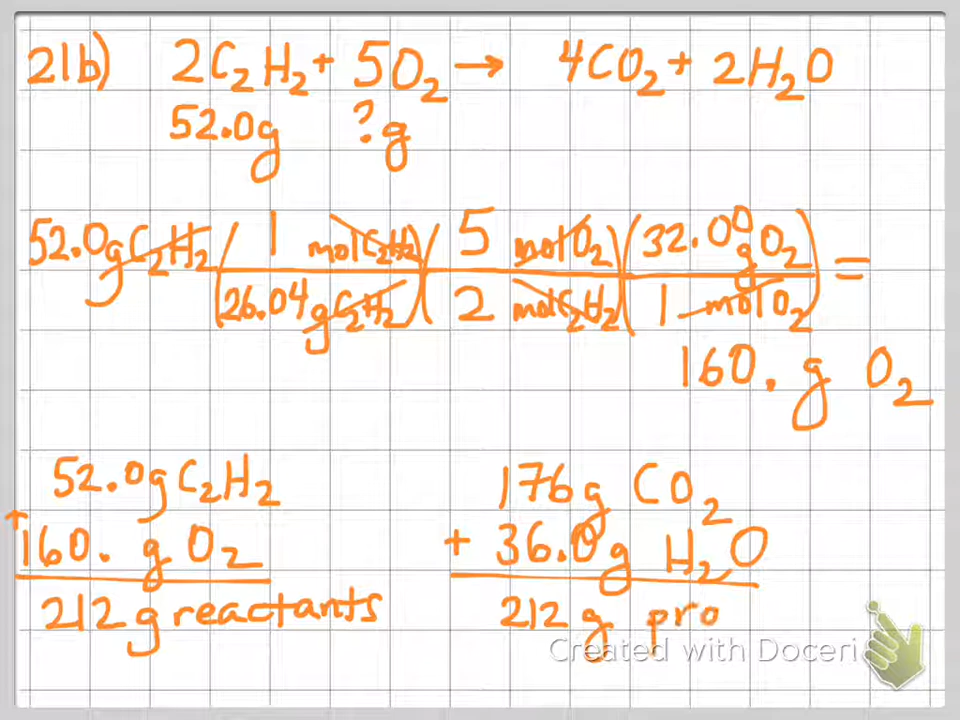 21b) 2C₂H₂ + 5O₂ → 4CO₂ + 2H₂O
52.0g ?g
52.0g C₂H₂ (1 mol C₂H₂ / 26.04 g C₂H₂) (5 mol O₂ / 2 mol C₂H₂) (32.00 g O₂ / 1 mol O₂) =
160. g O₂
52.0g C₂H₂
+160. g O₂
212 g reactants
176g CO₂
+ 36.0g H₂O
212 g pro
Created with Doceri